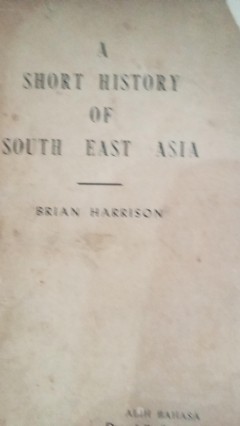 A
SHORT HISTORY
OF
SOUTH EAST ASIA
BRIAN HARRISON
ALIH BAHASA